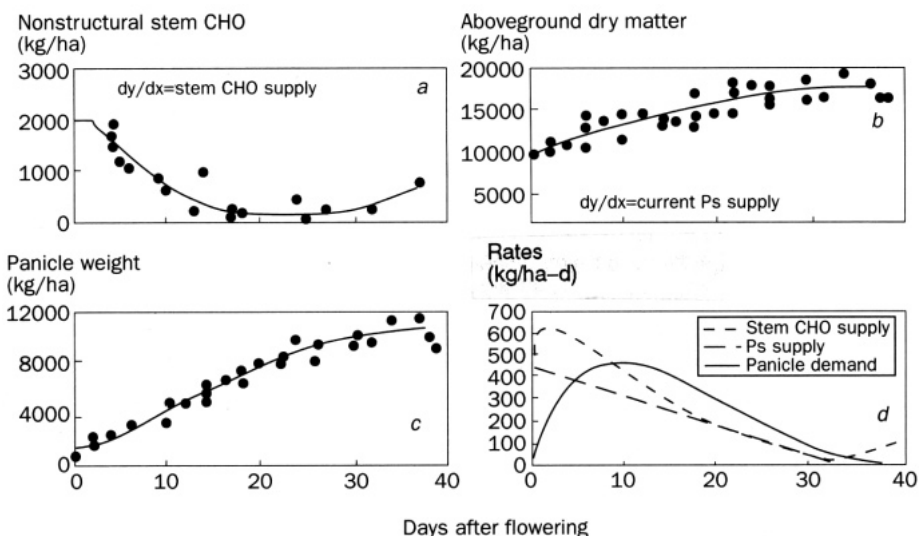 Nonstructural stem CHO
(kg/ha)
3000
2000
1000
0
dy/dx=stem CHO supply
a
Aboveground dry matter
(kg/ha)
20000
15000
10000
5000
b
dy/dx=current Ps supply
Panicle weight
(kg/ha)
12000
8000
4000
0
0
10
20
30
40
c
Rates
(kg/ha–d)
700
600
500
400
300
200
100
0
0
10
20
30
40
Stem CHO supply
Ps supply
Panicle demand
d
Days after flowering